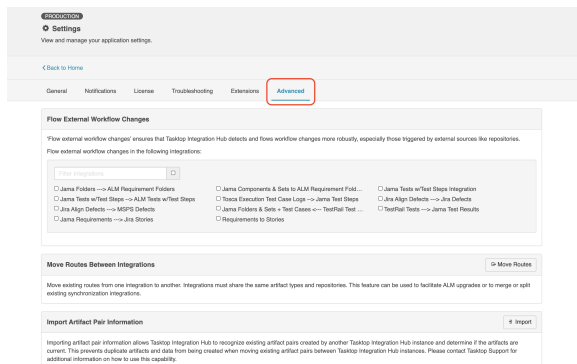 PRODUCTION
Settings
View and manage your application settings.
Back to Home
General Notifications License Troubleshooting Extensions Advanced
Flow External Workflow Changes
'Flow external workflow changes' ensures that Tasktop Integration Hub detects and flows workflow changes more robustly, especially those triggered by external sources like repositories.
Flow external workflow changes in the following integrations:
Filter integrations
Jama Folders ---> ALM Requirement Folders Jama Components & Sets to ALM Requirement Fold... Jama Tests w/Test Steps Integration
Jama Tests w/Test Steps --> ALM Tests w/Test Steps Tosca Execution Test Case Logs --> Jama Test Steps Jira Align Defects ---> Jira Defects
Jira Align Defects ---> MSPS Defects Jama Folders & Sets + Test Cases <--- TestRail Test ... TestRail Tests ---> Jama Test Results
Jama Requirements ---> Jira Stories Requirements to Stories
Move Routes Between Integrations Move Routes
Move existing routes from one integration to another. Integrations must share the same artifact types and repositories. This feature can be used to facilitate ALM upgrades or to merge or split
existing synchronization integrations.
Import Artifact Pair Information Import
Importing artifact pair information allows Tasktop Integration Hub to recognize existing artifact pairs created by another Tasktop Integration Hub instance and determine if the artifacts are
current. This prevents duplicate artifacts and data from being created when moving existing artifact pairs between Tasktop Integration Hub instances. Please contact Tasktop Support for
additional information on how to use this capability.